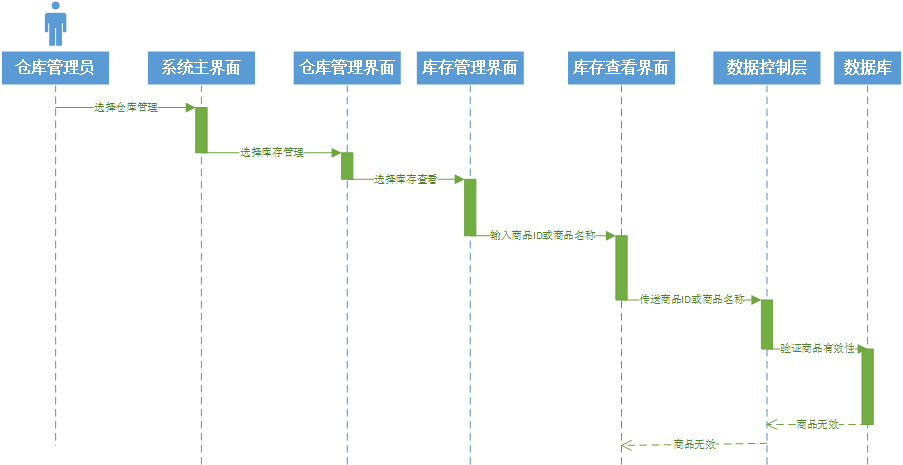 仓库管理员
系统主界面
仓库管理界面
库存管理界面
库存查看界面
数据控制层
数据库
选择仓库管理
选择库存管理
选择库存查看
输入商品ID或商品名称
传送商品ID或商品名称
验证商品有效性
商品无效
商品无效